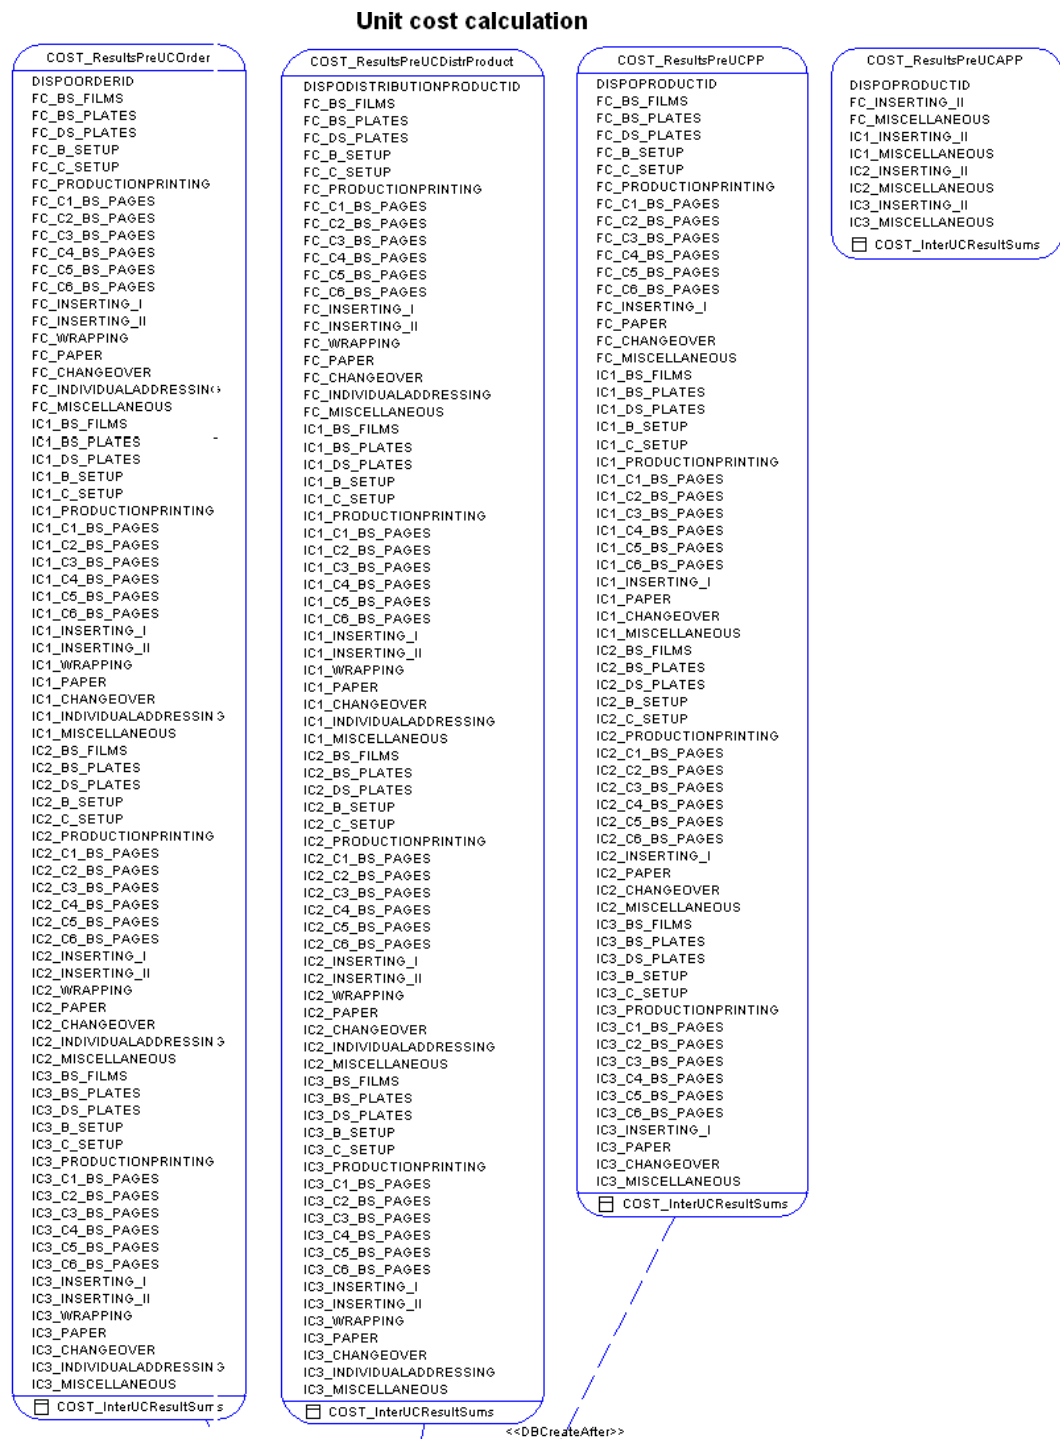 Unit cost calculation
COST_ResultsPreUCOrder
DISPOORDERID
FC_BS_FILMS
FC_BS_PLATES
FC_DS_PLATES
FC_B_SETUP
FC_C_SETUP
FC_PRODUCTIONPRINTING
FC_C1_BS_PAGES
FC_C2_BS_PAGES
FC_C3_BS_PAGES
FC_C4_BS_PAGES
FC_C5_BS_PAGES
FC_C6_BS_PAGES
FC_INSERTING_I
FC_INSERTING_II
FC_WRAPPING
FC_PAPER
FC_CHANGEOVER
FC_INDIVIDUALADDRESSING
FC_MISCELLANEOUS
IC1_BS_FILMS
IC1_BS_PLATES
IC1_DS_PLATES
IC1_B_SETUP
IC1_C_SETUP
IC1_PRODUCTIONPRINTING
IC1_C1_BS_PAGES
IC1_C2_BS_PAGES
IC1_C3_BS_PAGES
IC1_C4_BS_PAGES
IC1_C5_BS_PAGES
IC1_C6_BS_PAGES
IC1_INSERTING_I
IC1_INSERTING_II
IC1_WRAPPING
IC1_PAPER
IC1_CHANGEOVER
IC1_INDIVIDUALADDRESSING
IC1_MISCELLANEOUS
IC2_BS_FILMS
IC2_BS_PLATES
IC2_DS_PLATES
IC2_B_SETUP
IC2_C_SETUP
IC2_PRODUCTIONPRINTING
IC2_C1_BS_PAGES
IC2_C2_BS_PAGES
IC2_C3_BS_PAGES
IC2_C4_BS_PAGES
IC2_C5_BS_PAGES
IC2_C6_BS_PAGES
IC2_INSERTING_I
IC2_INSERTING_II
IC2_WRAPPING
IC2_PAPER
IC2_CHANGEOVER
IC2_INDIVIDUALADDRESSING
IC2_MISCELLANEOUS
IC3_BS_FILMS
IC3_BS_PLATES
IC3_DS_PLATES
IC3_B_SETUP
IC3_C_SETUP
IC3_PRODUCTIONPRINTING
IC3_C1_BS_PAGES
IC3_C2_BS_PAGES
IC3_C3_BS_PAGES
IC3_C4_BS_PAGES
IC3_C5_BS_PAGES
IC3_C6_BS_PAGES
IC3_INSERTING_I
IC3_INSERTING_II
IC3_WRAPPING
IC3_PAPER
IC3_CHANGEOVER
IC3_INDIVIDUALADDRESSING
IC3_MISCELLANEOUS
COST_InterUCResultSums
COST_ResultsPreUCDistrProduct
DISPODISTRIBUTIONPRODUCTID
FC_BS_FILMS
FC_BS_PLATES
FC_DS_PLATES
FC_B_SETUP
FC_C_SETUP
FC_PRODUCTIONPRINTING
FC_C1_BS_PAGES
FC_C2_BS_PAGES
FC_C3_BS_PAGES
FC_C4_BS_PAGES
FC_C5_BS_PAGES
FC_C6_BS_PAGES
FC_INSERTING_I
FC_INSERTING_II
FC_WRAPPING
FC_PAPER
FC_CHANGEOVER
FC_INDIVIDUALADDRESSING
FC_MISCELLANEOUS
IC1_BS_FILMS
IC1_BS_PLATES
IC1_DS_PLATES
IC1_B_SETUP
IC1_C_SETUP
IC1_PRODUCTIONPRINTING
IC1_C1_BS_PAGES
IC1_C2_BS_PAGES
IC1_C3_BS_PAGES
IC1_C4_BS_PAGES
IC1_C5_BS_PAGES
IC1_C6_BS_PAGES
IC1_INSERTING_I
IC1_INSERTING_II
IC1_WRAPPING
IC1_PAPER
IC1_CHANGEOVER
IC1_INDIVIDUALADDRESSING
IC1_MISCELLANEOUS
IC2_BS_FILMS
IC2_BS_PLATES
IC2_DS_PLATES
IC2_B_SETUP
IC2_C_SETUP
IC2_PRODUCTIONPRINTING
IC2_C1_BS_PAGES
IC2_C2_BS_PAGES
IC2_C3_BS_PAGES
IC2_C4_BS_PAGES
IC2_C5_BS_PAGES
IC2_C6_BS_PAGES
IC2_INSERTING_I
IC2_INSERTING_II
IC2_WRAPPING
IC2_PAPER
IC2_CHANGEOVER
IC2_INDIVIDUALADDRESSING
IC2_MISCELLANEOUS
IC3_BS_FILMS
IC3_BS_PLATES
IC3_DS_PLATES
IC3_B_SETUP
IC3_C_SETUP
IC3_PRODUCTIONPRINTING
IC3_C1_BS_PAGES
IC3_C2_BS_PAGES
IC3_C3_BS_PAGES
IC3_C4_BS_PAGES
IC3_C5_BS_PAGES
IC3_C6_BS_PAGES
IC3_INSERTING_I
IC3_INSERTING_II
IC3_WRAPPING
IC3_PAPER
IC3_CHANGEOVER
IC3_INDIVIDUALADDRESSING
IC3_MISCELLANEOUS
COST_InterUCResultSums
COST_ResultsPreUCPP
DISPOPRODUCTID
FC_BS_FILMS
FC_BS_PLATES
FC_DS_PLATES
FC_B_SETUP
FC_C_SETUP
FC_PRODUCTIONPRINTING
FC_C1_BS_PAGES
FC_C2_BS_PAGES
FC_C3_BS_PAGES
FC_C4_BS_PAGES
FC_C5_BS_PAGES
FC_C6_BS_PAGES
FC_INSERTING_I
FC_PAPER
FC_CHANGEOVER
FC_MISCELLANEOUS
IC1_BS_FILMS
IC1_BS_PLATES
IC1_DS_PLATES
IC1_B_SETUP
IC1_C_SETUP
IC1_PRODUCTIONPRINTING
IC1_C1_BS_PAGES
IC1_C2_BS_PAGES
IC1_C3_BS_PAGES
IC1_C4_BS_PAGES
IC1_C5_BS_PAGES
IC1_C6_BS_PAGES
IC1_INSERTING_I
IC1_PAPER
IC1_CHANGEOVER
IC1_MISCELLANEOUS
IC2_BS_FILMS
IC2_BS_PLATES
IC2_DS_PLATES
IC2_B_SETUP
IC2_C_SETUP
IC2_PRODUCTIONPRINTING
IC2_C1_BS_PAGES
IC2_C2_BS_PAGES
IC2_C3_BS_PAGES
IC2_C4_BS_PAGES
IC2_C5_BS_PAGES
IC2_C6_BS_PAGES
IC2_INSERTING_I
IC2_PAPER
IC2_CHANGEOVER
IC2_MISCELLANEOUS
IC3_BS_FILMS
IC3_BS_PLATES
IC3_DS_PLATES
IC3_B_SETUP
IC3_C_SETUP
IC3_PRODUCTIONPRINTING
IC3_C1_BS_PAGES
IC3_C2_BS_PAGES
IC3_C3_BS_PAGES
IC3_C4_BS_PAGES
IC3_C5_BS_PAGES
IC3_C6_BS_PAGES
IC3_INSERTING_I
IC3_PAPER
IC3_CHANGEOVER
IC3_MISCELLANEOUS
COST_InterUCResultSums
COST_ResultsPreUCAPP
DISPOPRODUCTID
FC_INSERTING_II
FC_MISCELLANEOUS
IC1_INSERTING_II
IC1_MISCELLANEOUS
IC2_INSERTING_II
IC2_MISCELLANEOUS
IC3_INSERTING_II
IC3_MISCELLANEOUS
COST_InterUCResultSums
<<DBCreateAfter>>